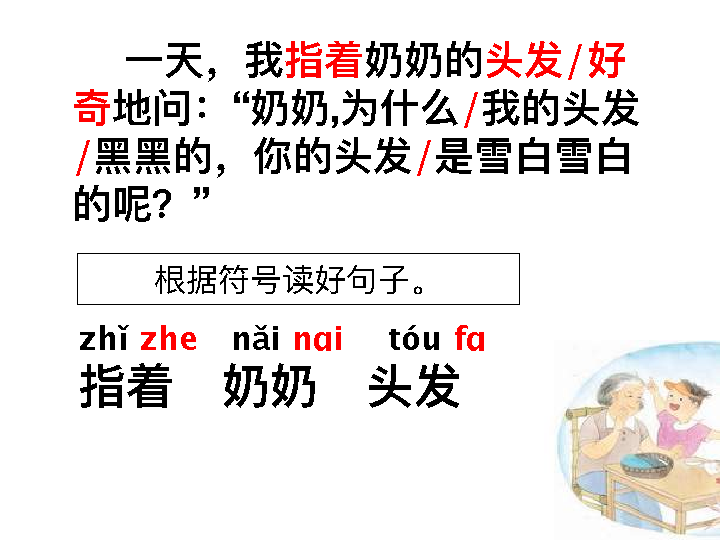 一天，我指着奶奶的头发/好
奇地问：“奶奶,为什么/我的头发
/黑黑的，你的头发/是雪白雪白
的呢？”
根据符号读好句子。
zhǐ zhe nǎi nɑi tóu fɑ
指着 奶奶 头发